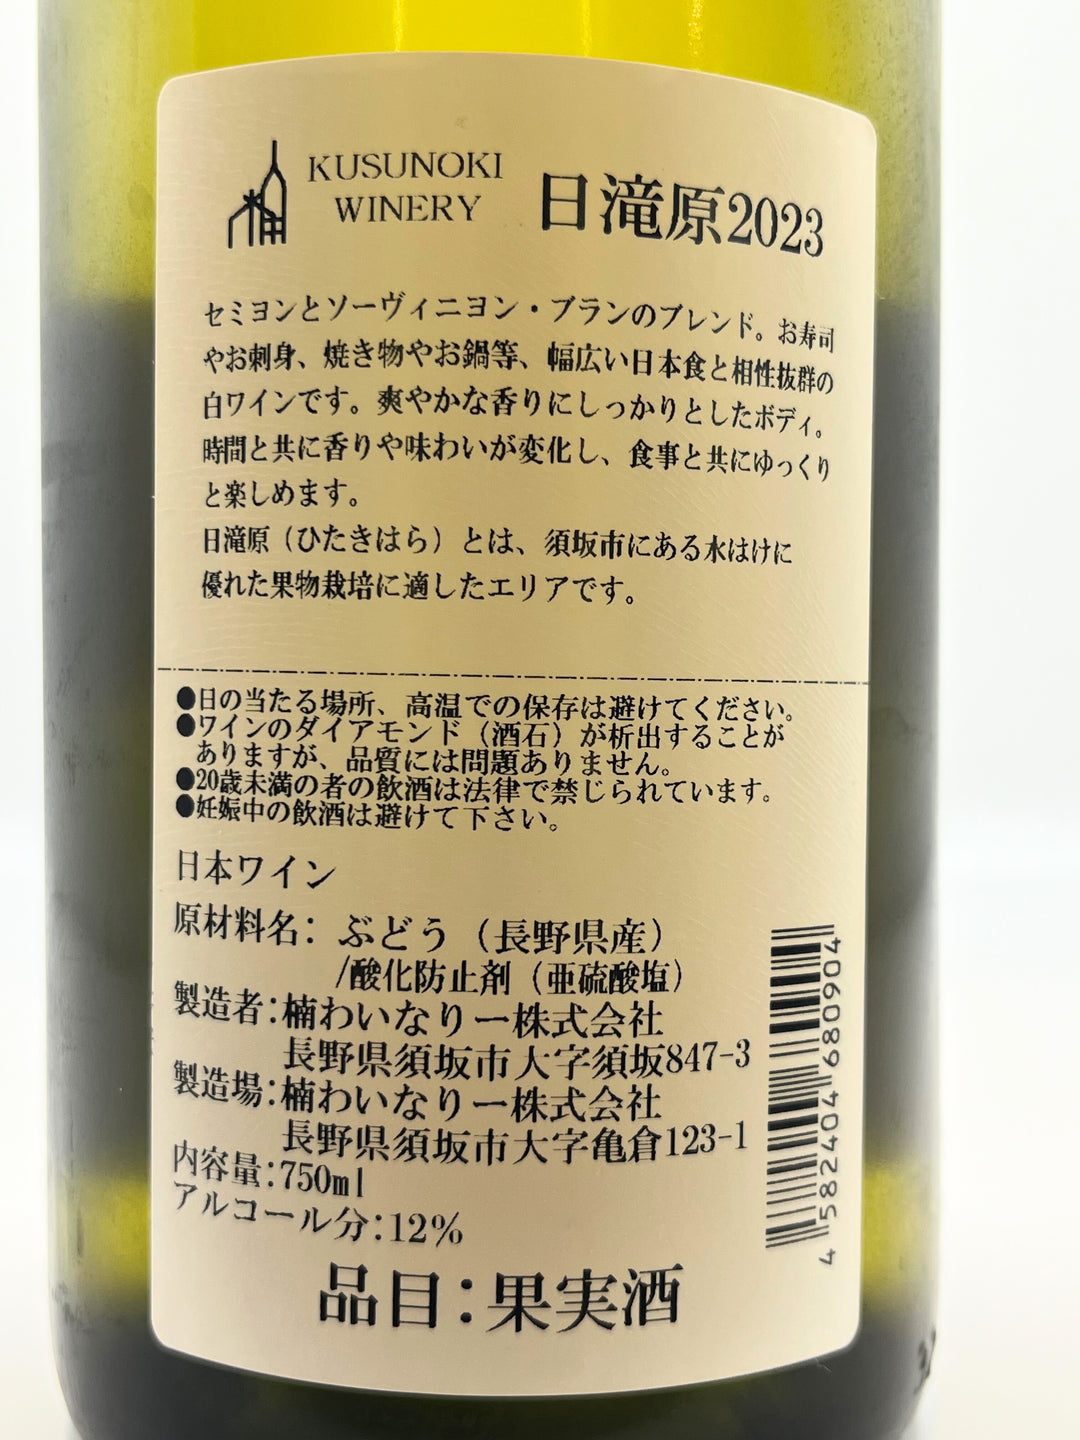 KUSUNOKI
WINERY
日滝原2023
セミヨンとソーヴィニヨン・ブランのブレンド。お寿司
やお刺身、焼き物やお鍋等、幅広い日本食と相性抜群の
白ワインです。爽やかな香りにしっかりとしたボディ。
時間と共に香りや味わいが変化し、食事と共にゆっくり
と楽しめます。
日滝原（ひたきはら）とは、須坂市にある水はけに
優れた果物栽培に適したエリアです。
●日の当たる場所、高温での保存は避けてください。
●ワインのダイアモンド（酒石）が析出することが
ありますが、品質には問題ありません。
●20歳未満の者の飲酒は法律で禁じられています。
●妊娠中の飲酒は避けて下さい。
日本ワイン
原材料名：ぶどう（長野県産）
/酸化防止剤（亜硫酸塩）
製造者：楠わいなりー株式会社
長野県須坂市大字須坂847-3
製造場：楠わいなりー株式会社
長野県須坂市大字亀倉123-1
内容量：750ml
アルコール分：12%
品目：果実酒
4582404680904